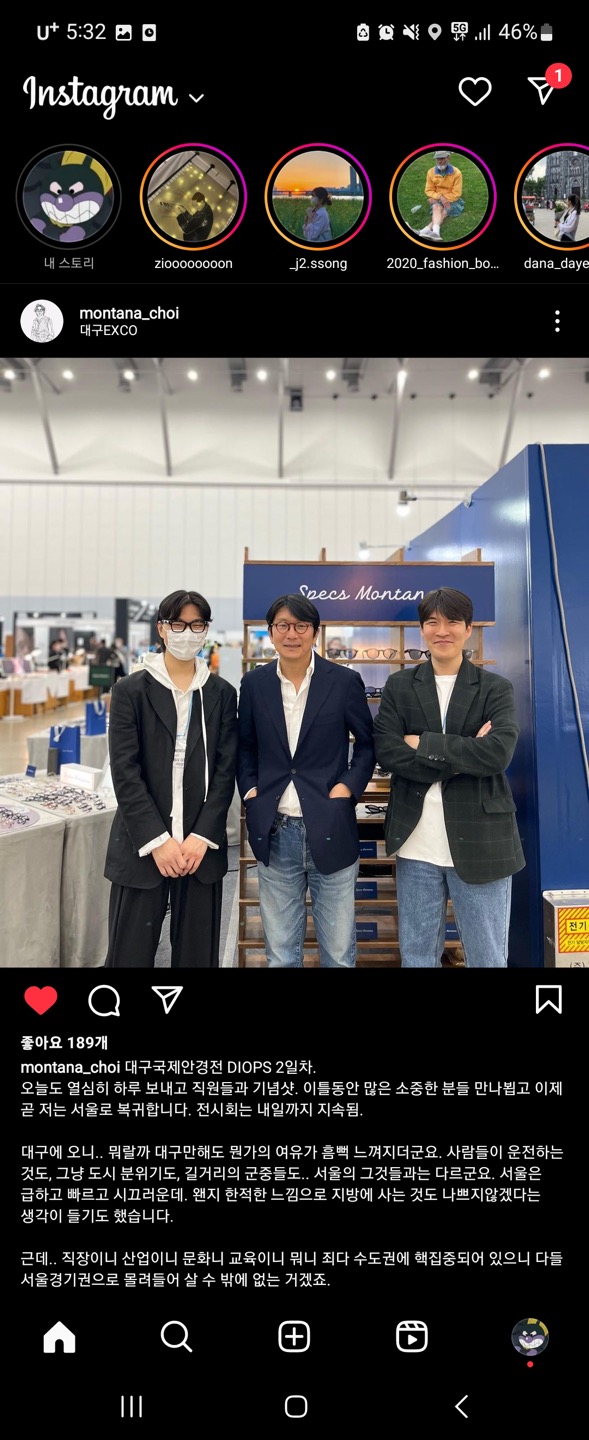 U+ 5:32 5G 46%
Instagram
1
내 스토리 ziooooooooon _j2.ssong 2020_fashion_bo... dana_daye
montana_choi
대구EXCO
Specs Montan
전기
좋아요 189개
montana_choi 대구국제안경전 DIOPS 2일차.
오늘도 열심히 하루 보내고 직원들과 기념샷. 이틀동안 많은 소중한 분들 만나뵙고 이제
곧 저는 서울로 복귀합니다. 전시회는 내일까지 지속됨.
대구에 오니.. 뭐랄까 대구만해도 뭔가의 여유가 흠뻑 느껴지더군요. 사람들이 운전하는
것도, 그냥 도시 분위기도, 길거리의 군중들도.. 서울의 그것들과는 다르군요. 서울은
급하고 빠르고 시끄러운데. 왠지 한적한 느낌으로 지방에 사는 것도 나쁘지않겠다는
생각이 들기도 했습니다.
근데.. 직장이니 산업이니 문화니 교육이니 뭐니 죄다 수도권에 핵집중되어 있으니 다들
서울경기권으로 몰려들어 살 수 밖에 없는 거겠죠.